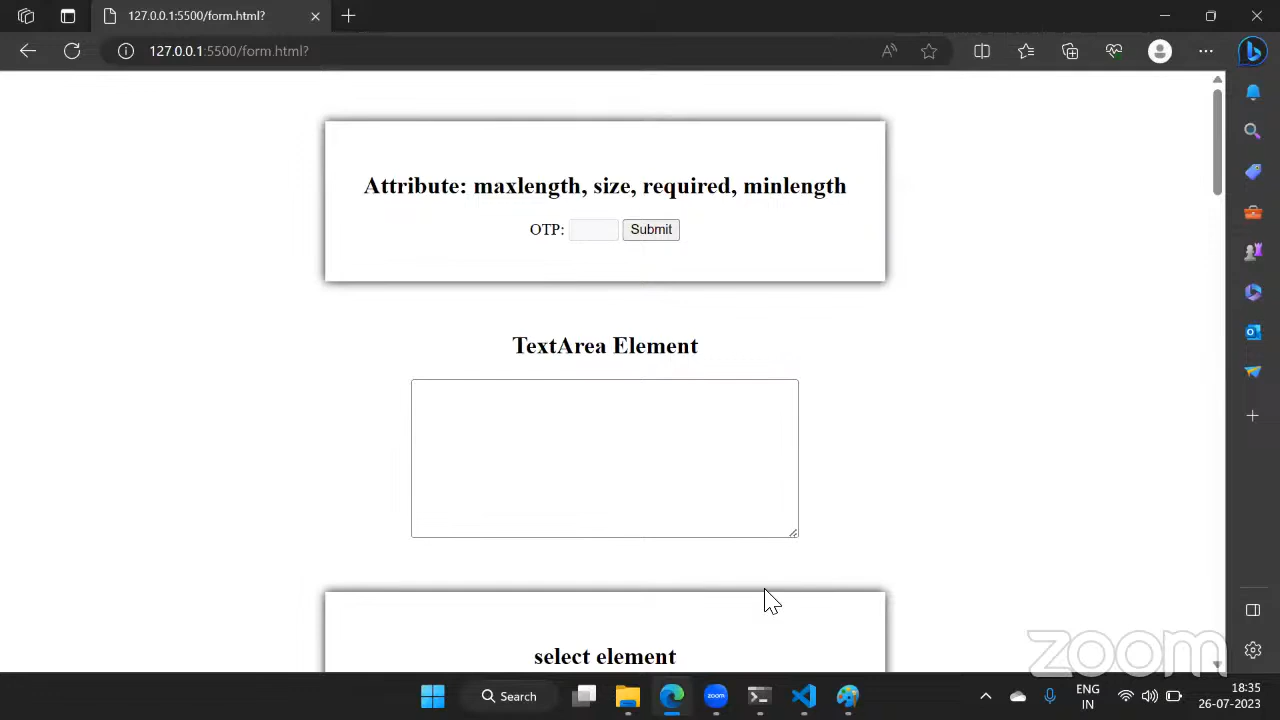 127.0.0.1:5500/form.html?
127.0.0.1:5500/form.html?
Attribute: maxlength, size, required, minlength
OTP: Submit
TextArea Element
select element
zoom
Search
zoom
ENG
IN
18:35
26-07-2023